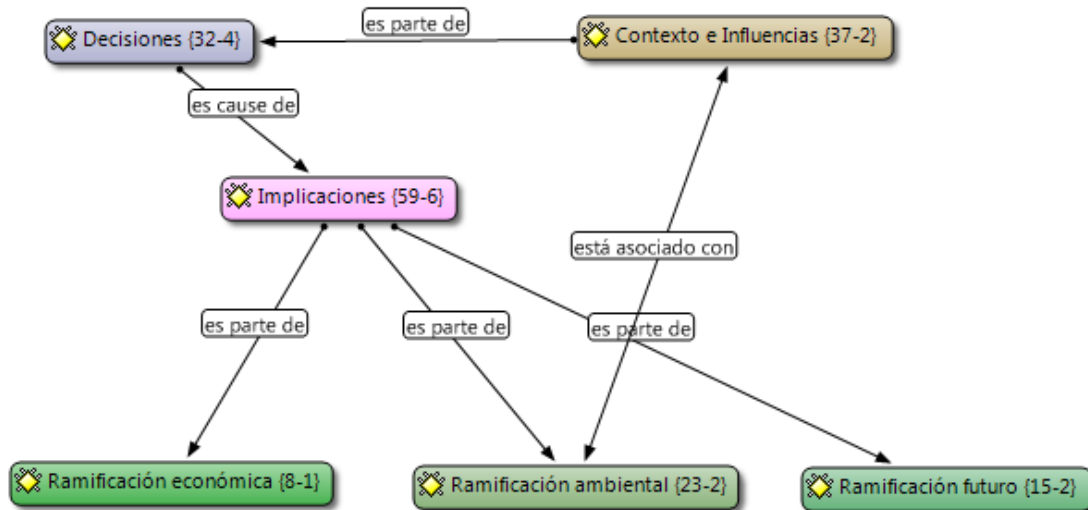 es parte de
Decisiones {32-4}
Contexto e Influencias {37-2}
es cause de
Implicaciones {59-6}
está asociado con
es parte de
es parte de
es parte de
Ramificación económica {8-1}
Ramificación ambiental {23-2}
Ramificación futuro {15-2}